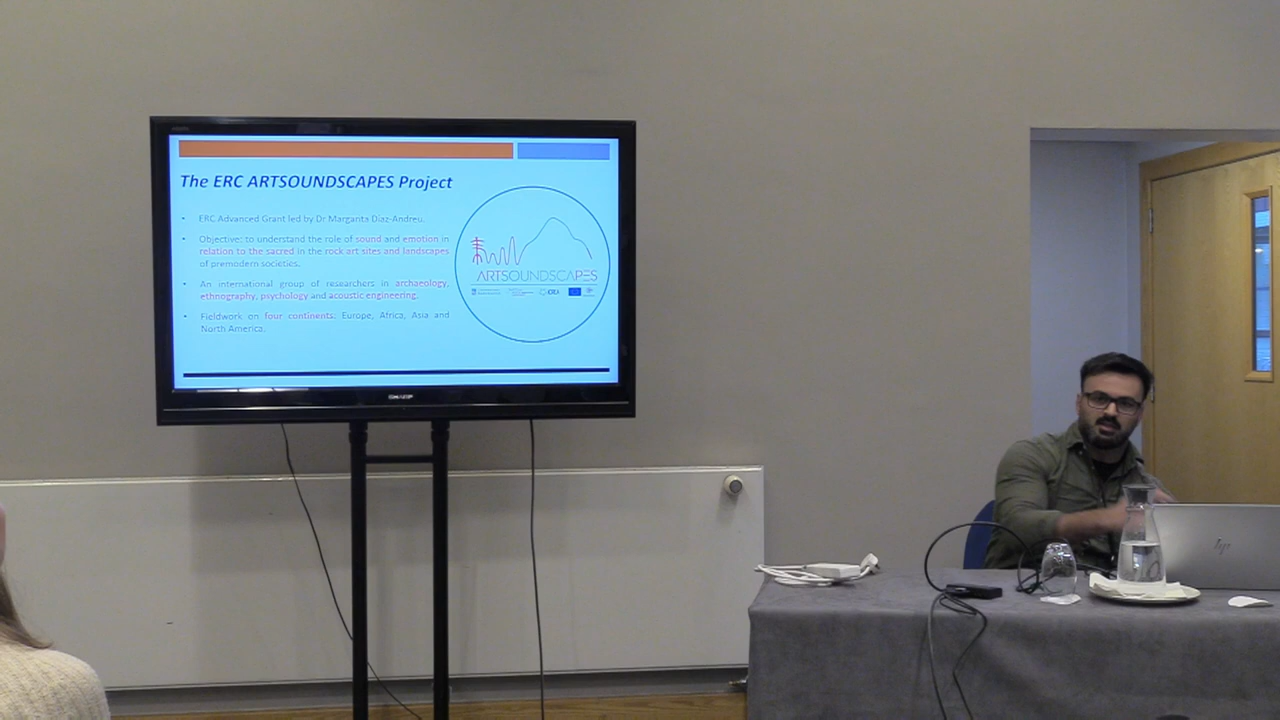 The ERC ARTSOUNDSCAPES Project
• ERC Advanced Grant led by Dr Margarita Díaz-Andreu.
• Objective: to understand the role of sound and emotion in
relation to the sacred in the rock art sites and landscapes
of premodern societies.
• An international group of researchers in archaeology,
ethnography, psychology and acoustic engineering.
• Fieldwork on four continents: Europe, Africa, Asia and
North America.
ARTSOUNDSCAPES
SHARP
hp